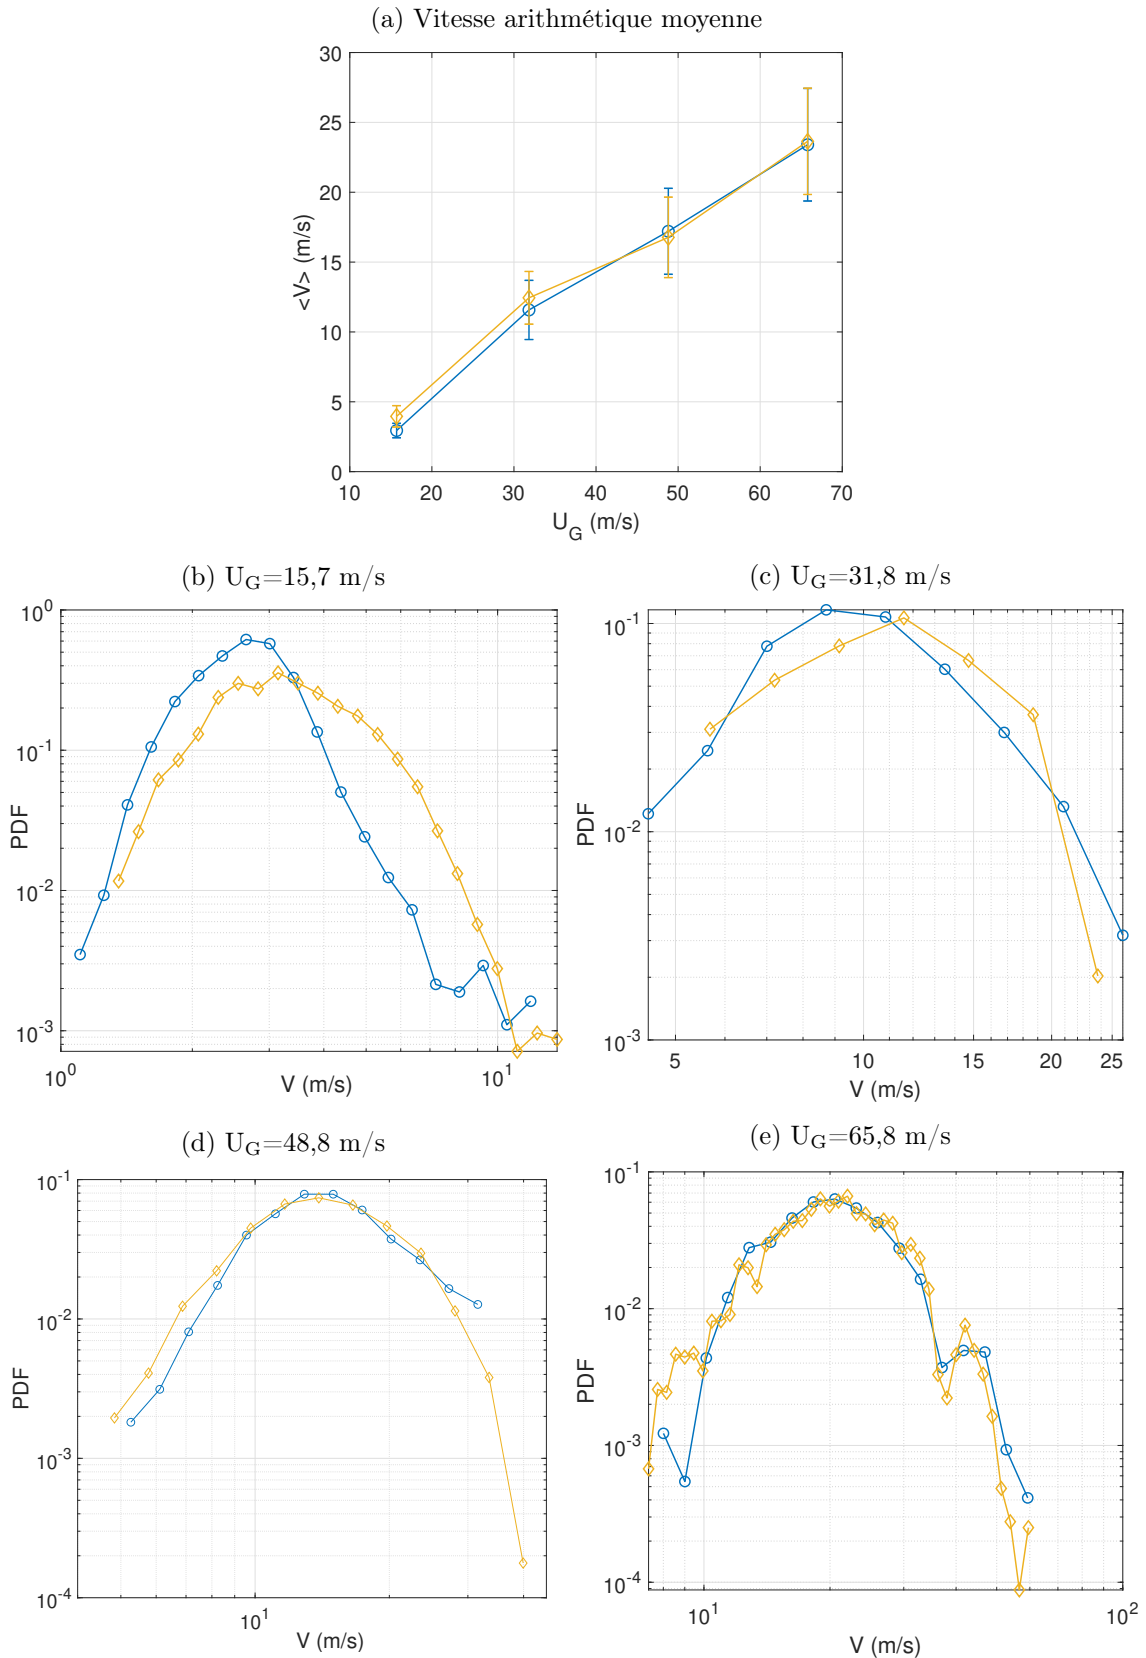 (a) Vitesse arithmétique moyenne
30
25
20
15
10
5
0
<V> (m/s)
10 20 30 40 50 60 70
U_G (m/s)
(b) U_G=15,7 m/s
10^0
10^-1
10^-2
10^-3
PDF
10^0 10^1
V (m/s)
(c) U_G=31,8 m/s
10^-1
10^-2
10^-3
PDF
5 10 15 20 25
V (m/s)
(d) U_G=48,8 m/s
10^-1
10^-2
10^-3
10^-4
PDF
10^1
V (m/s)
(e) U_G=65,8 m/s
10^-1
10^-2
10^-3
10^-4
PDF
10^1 10^2
V (m/s)